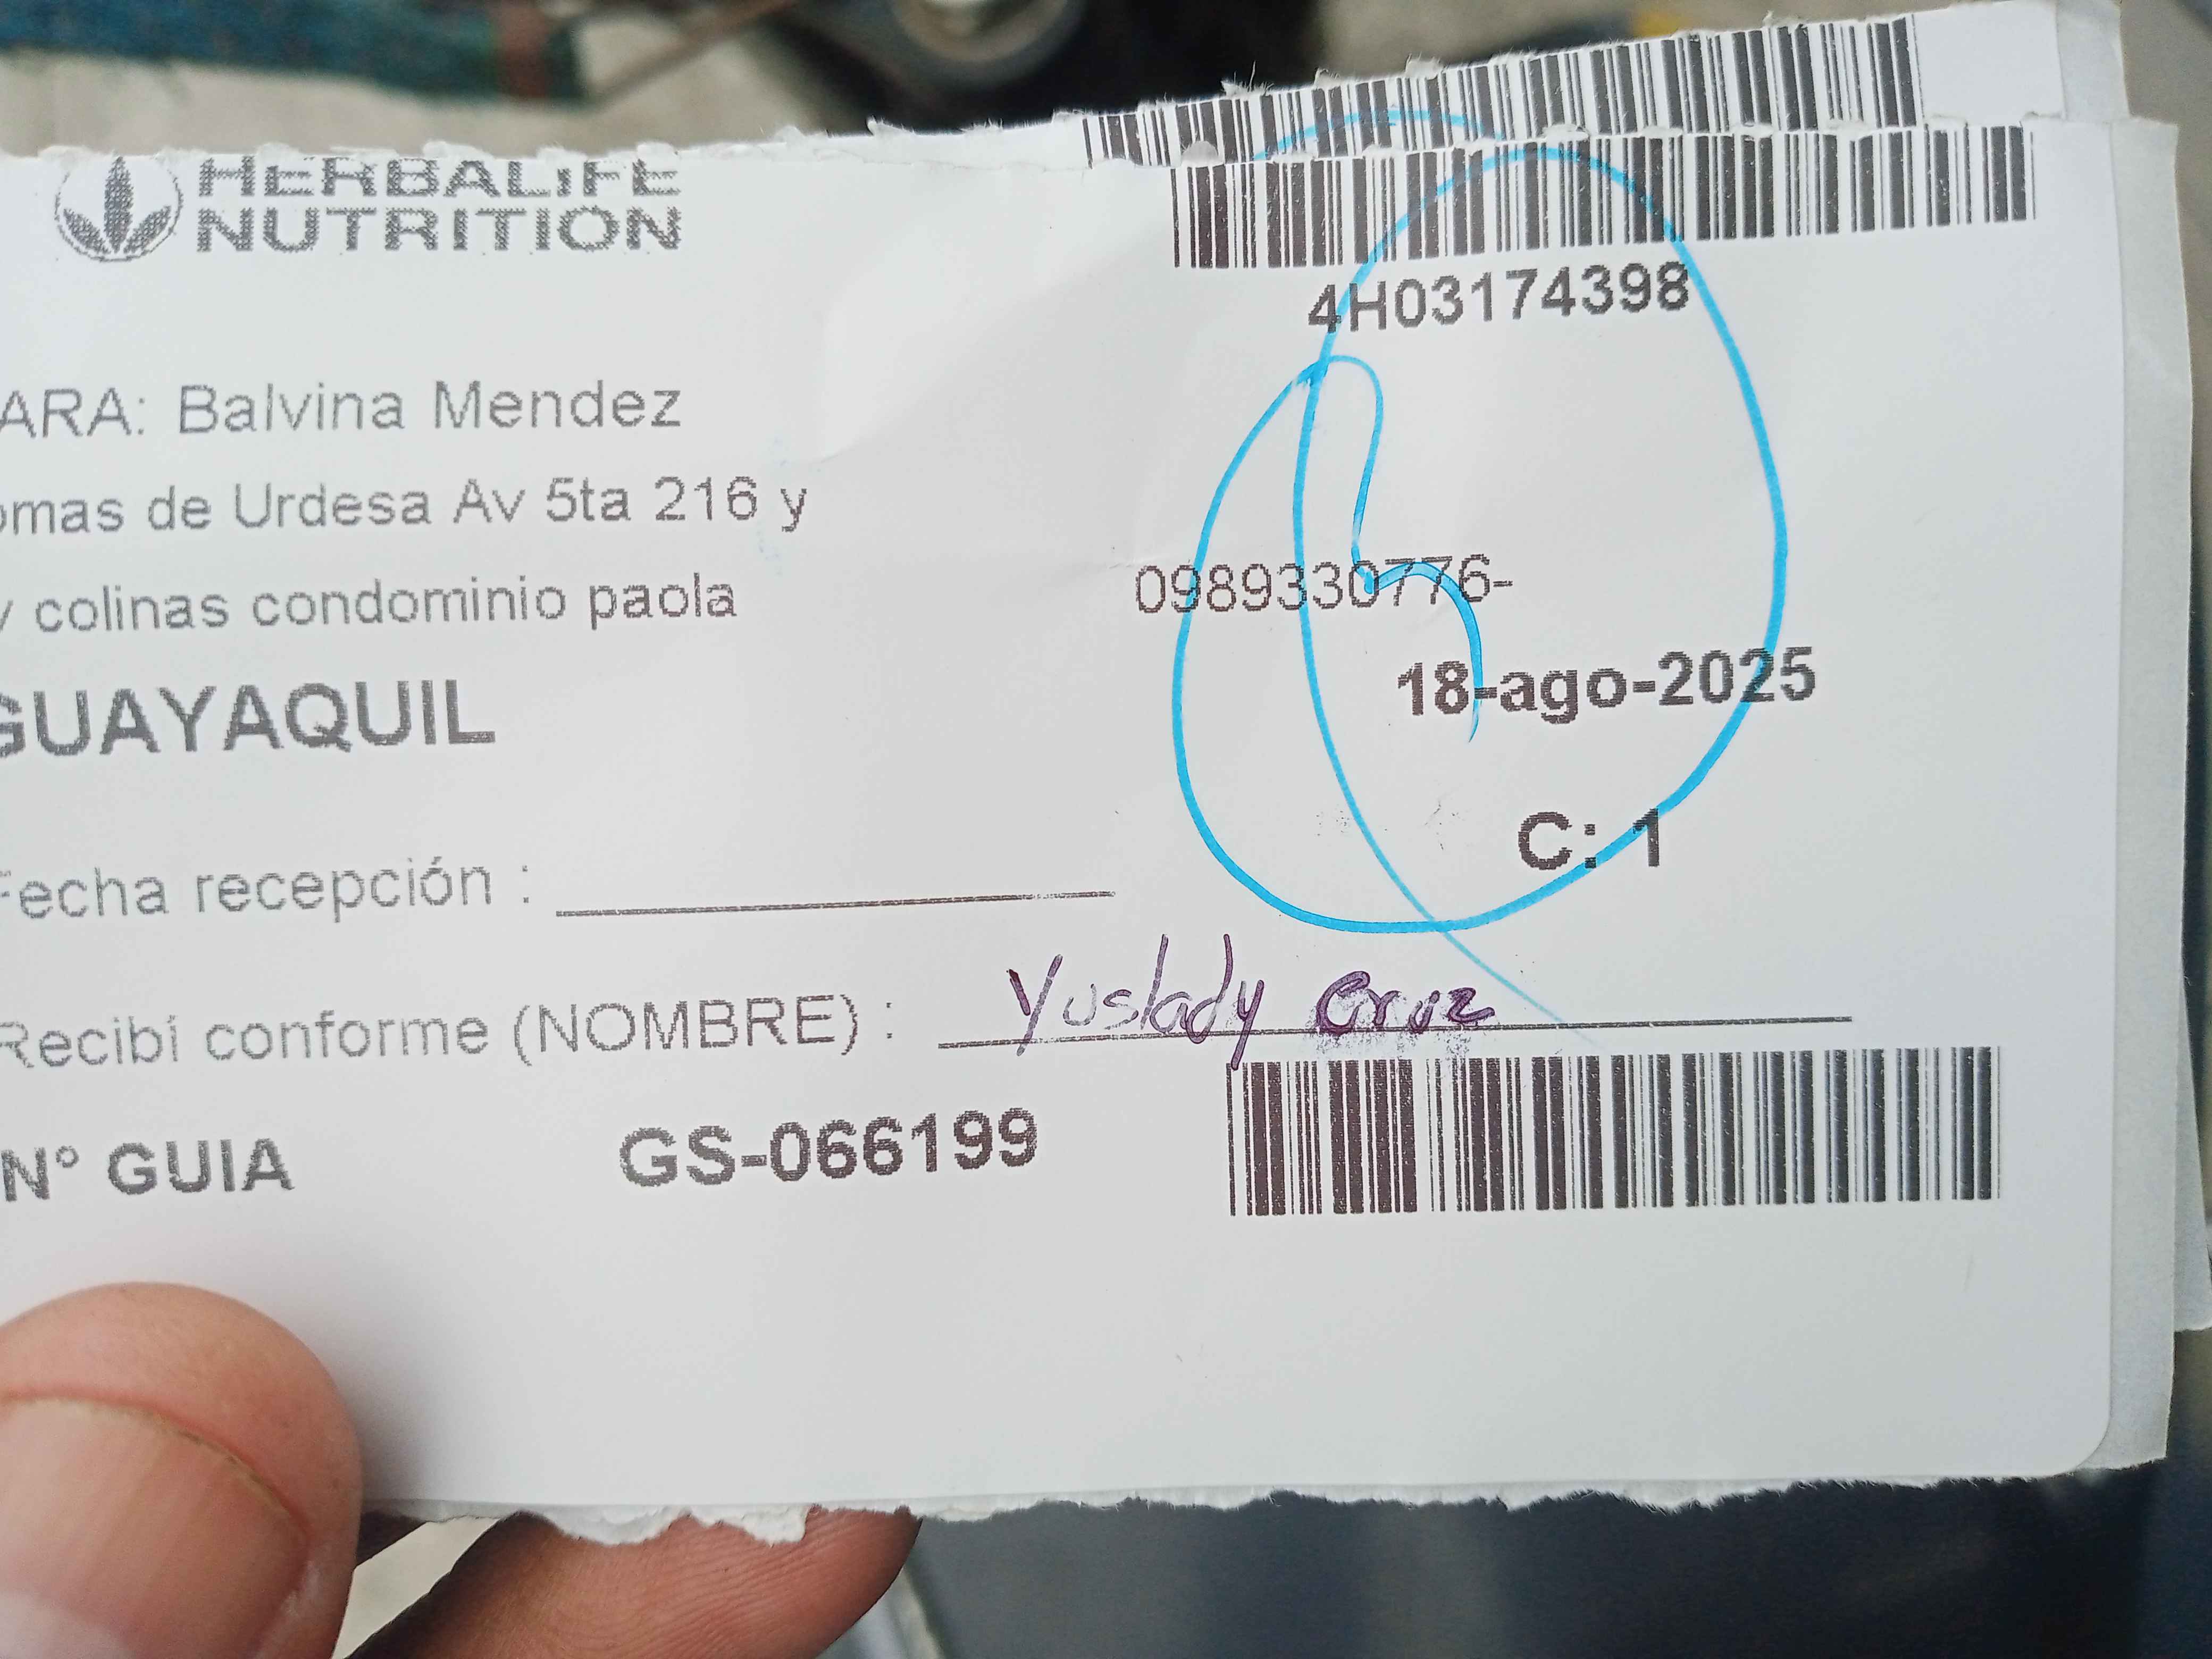 HERBALIFE
NUTRITION
4H03174398
ARA: Balvina Mendez
omas de Urdesa Av 5ta 216 y
y colinas condominio paola
0989330776-
GUAYAQUIL
18-ago-2025
C: 1
Fecha recepción :
Recibí conforme (NOMBRE) : Yuslady Cruz
N° GUIA GS-066199